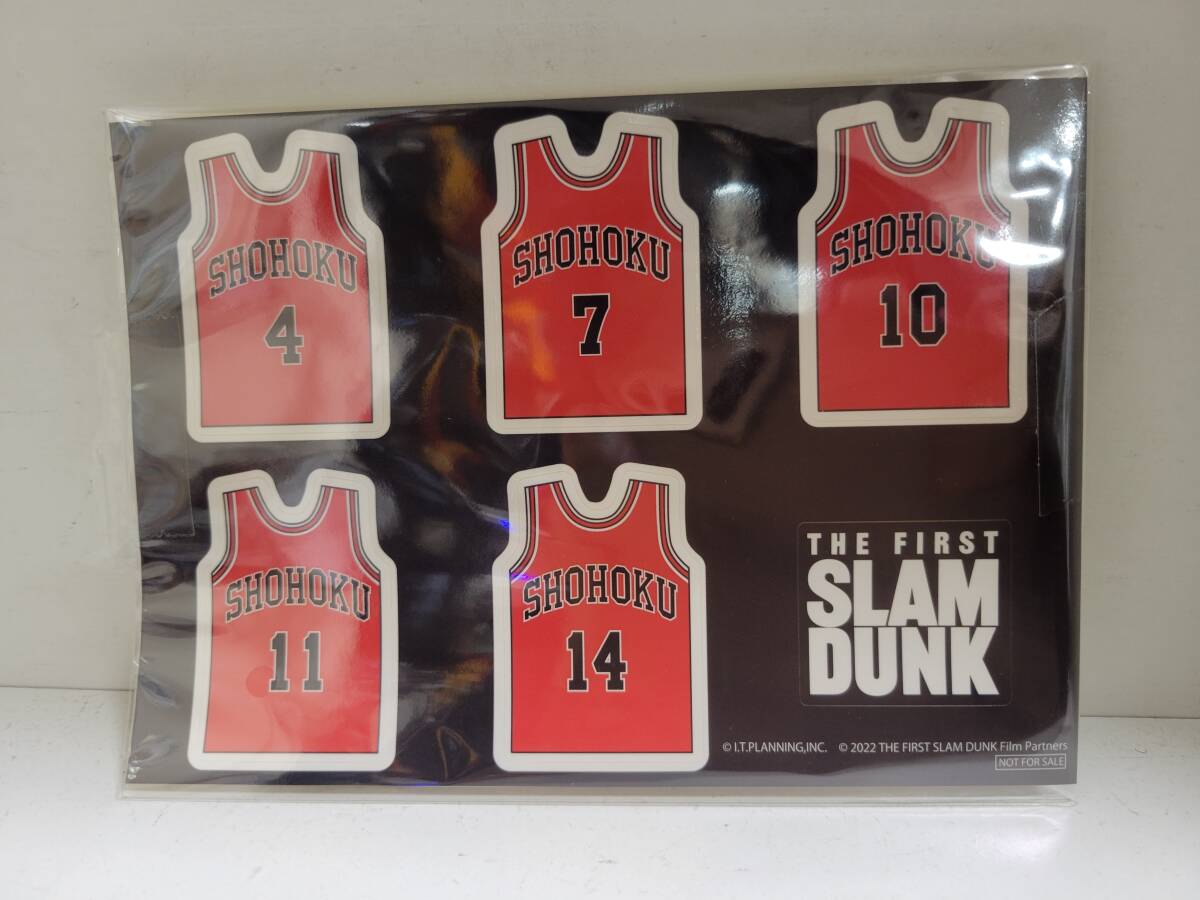 SHOHOKU
4
SHOHOKU
7
SHOHOKU
10
SHOHOKU
11
SHOHOKU
14
THE FIRST
SLAM
DUNK
© I.T.PLANNING,INC. © 2022 THE FIRST SLAM DUNK Film Partners
NOT FOR SALE